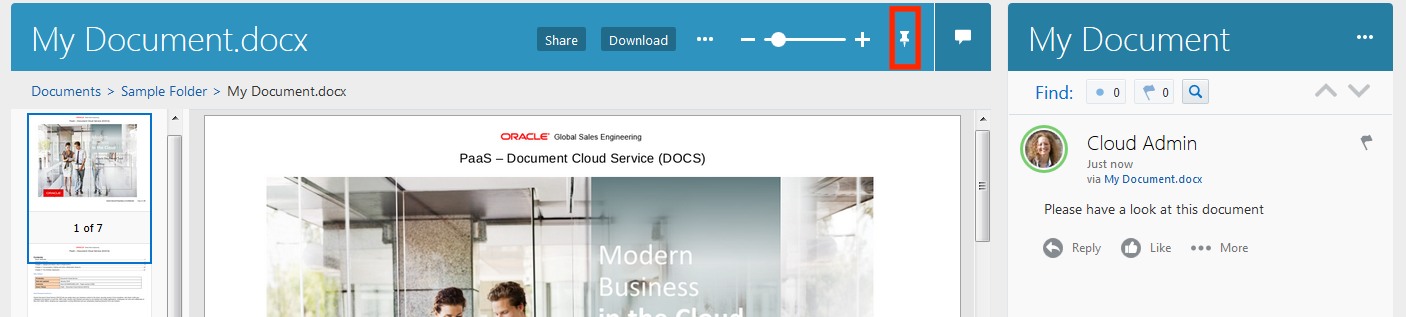 My Document.docx
Share Download
My Document
Documents > Sample Folder > My Document.docx
Find: 0 0
1 of 7
ORACLE Global Sales Engineering
PaaS – Document Cloud Service (DOCS)
Modern
Business
in the Cloud
Cloud Admin
Just now
via My Document.docx
Please have a look at this document
Reply Like More